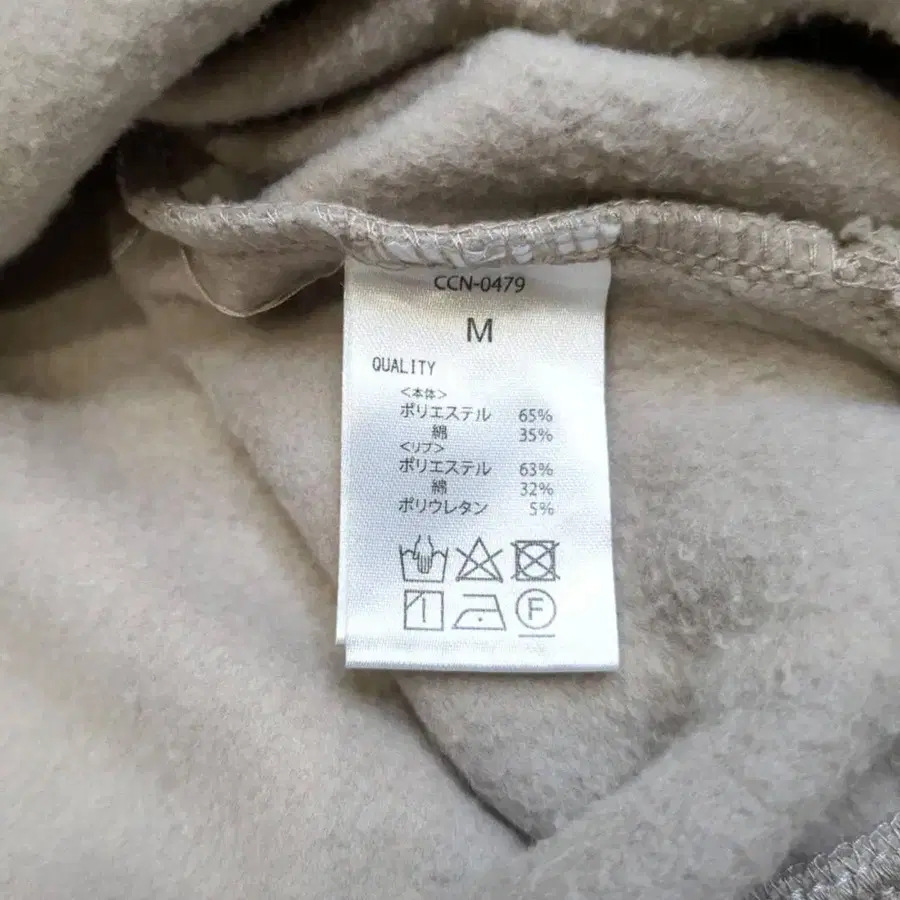 CCN-0479
M
QUALITY
<本体>
ポリエステル 65%
綿 35%
<リブ>
ポリエステル 63%
綿 32%
ポリウレタン 5%
F